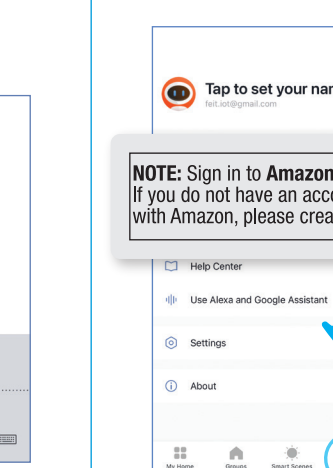 Tap to set your nar
feit.iot@gmail.com
NOTE: Sign in to Amazon
If you do not have an acco
with Amazon, please crea
Help Center
Use Alexa and Google Assistant
Settings
About
My Home Groups Smart Scenes